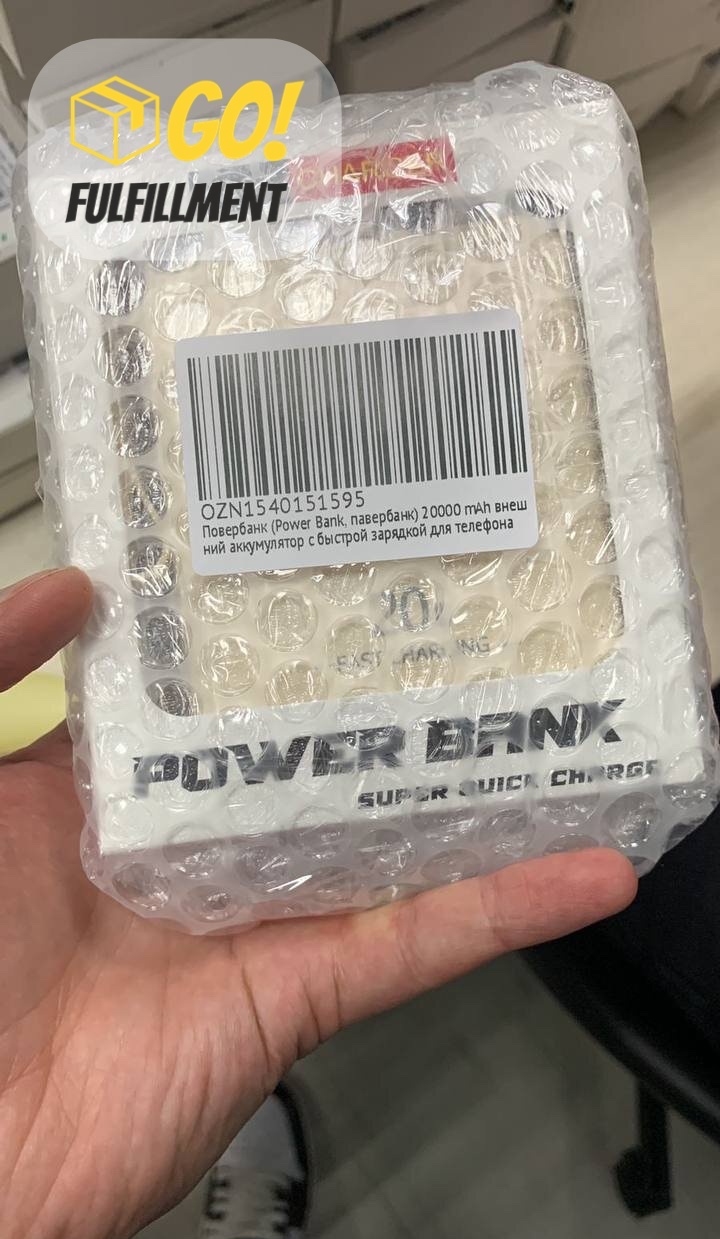 GO!
FULFILLMENT
OZN1540151595
Повербанк (Power Bank, павербанк) 20000 mAh внеш
ний аккумулятор с быстрой зарядкой для телефона
FAST CHARGING
POWER BANK
SUPER QUICK CHARGE